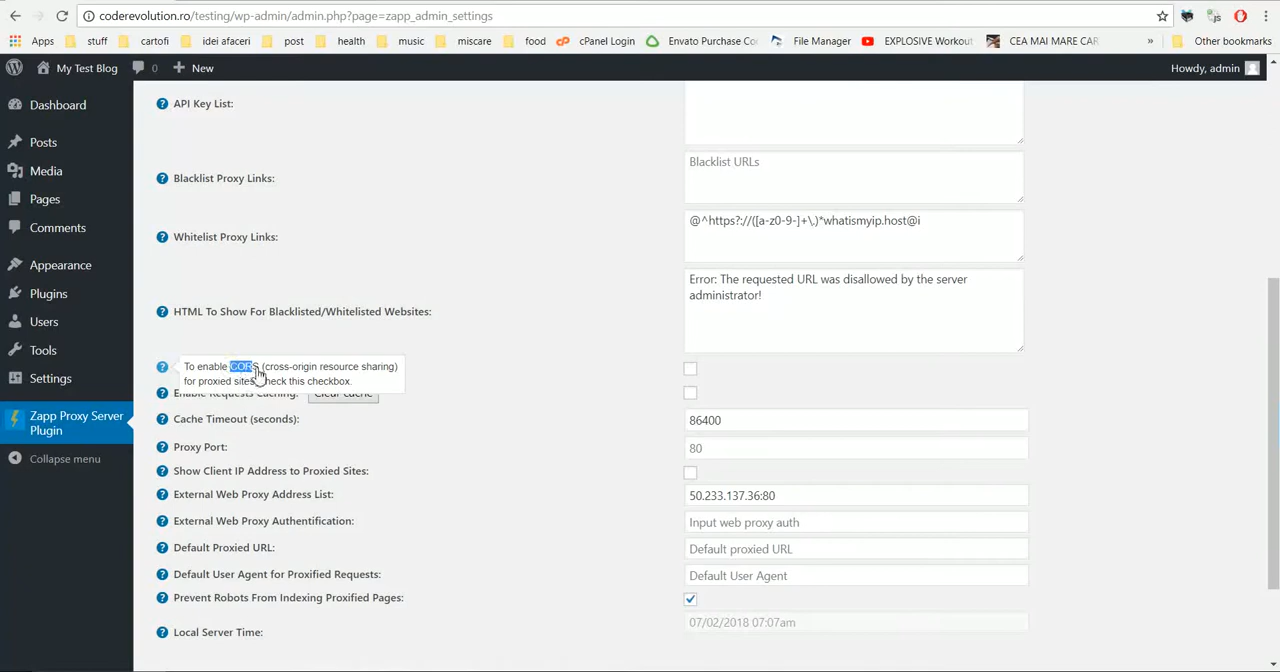 coderevolution.ro/testing/wp-admin/admin.php?page=zapp_admin_settings
Apps stuff cartofi idei afaceri post health music miscare food cPanel Login Envato Purchase Co File Manager EXPLOSIVE Workout CEA MAI MARE CAR » Other bookmarks
My Test Blog 0 New Howdy, admin
Dashboard
Posts
Media
Pages
Comments
Appearance
Plugins
Users
Tools
Settings
Zapp Proxy Server
Plugin
Collapse menu
API Key List:
Blacklist Proxy Links:
Blacklist URLs
Whitelist Proxy Links:
@^https?://([a-z0-9-]+\.)*whatismyip.host@i
HTML To Show For Blacklisted/Whitelisted Websites:
Error: The requested URL was disallowed by the server
administrator!
To enable CORS (cross-origin resource sharing)
for proxied sites, check this checkbox.
Enable Requests Caching: Clear cache
Cache Timeout (seconds): 86400
Proxy Port: 80
Show Client IP Address to Proxied Sites:
External Web Proxy Address List: 50.233.137.36:80
External Web Proxy Authentification: Input web proxy auth
Default Proxied URL: Default proxied URL
Default User Agent for Proxified Requests: Default User Agent
Prevent Robots From Indexing Proxified Pages:
Local Server Time: 07/02/2018 07:07am